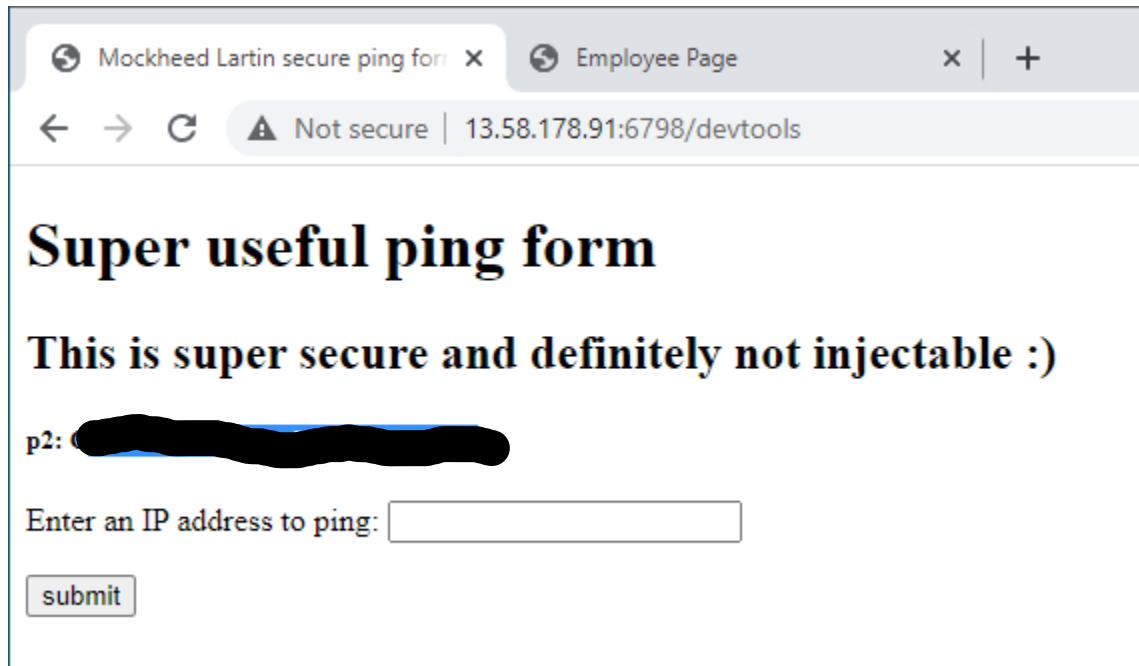 Mockheed Lartin secure ping for
Employee Page
Not secure
13.58.178.91:6798/devtools
Super useful ping form
This is super secure and definitely not injectable :)
p2:
Enter an IP address to ping:
submit